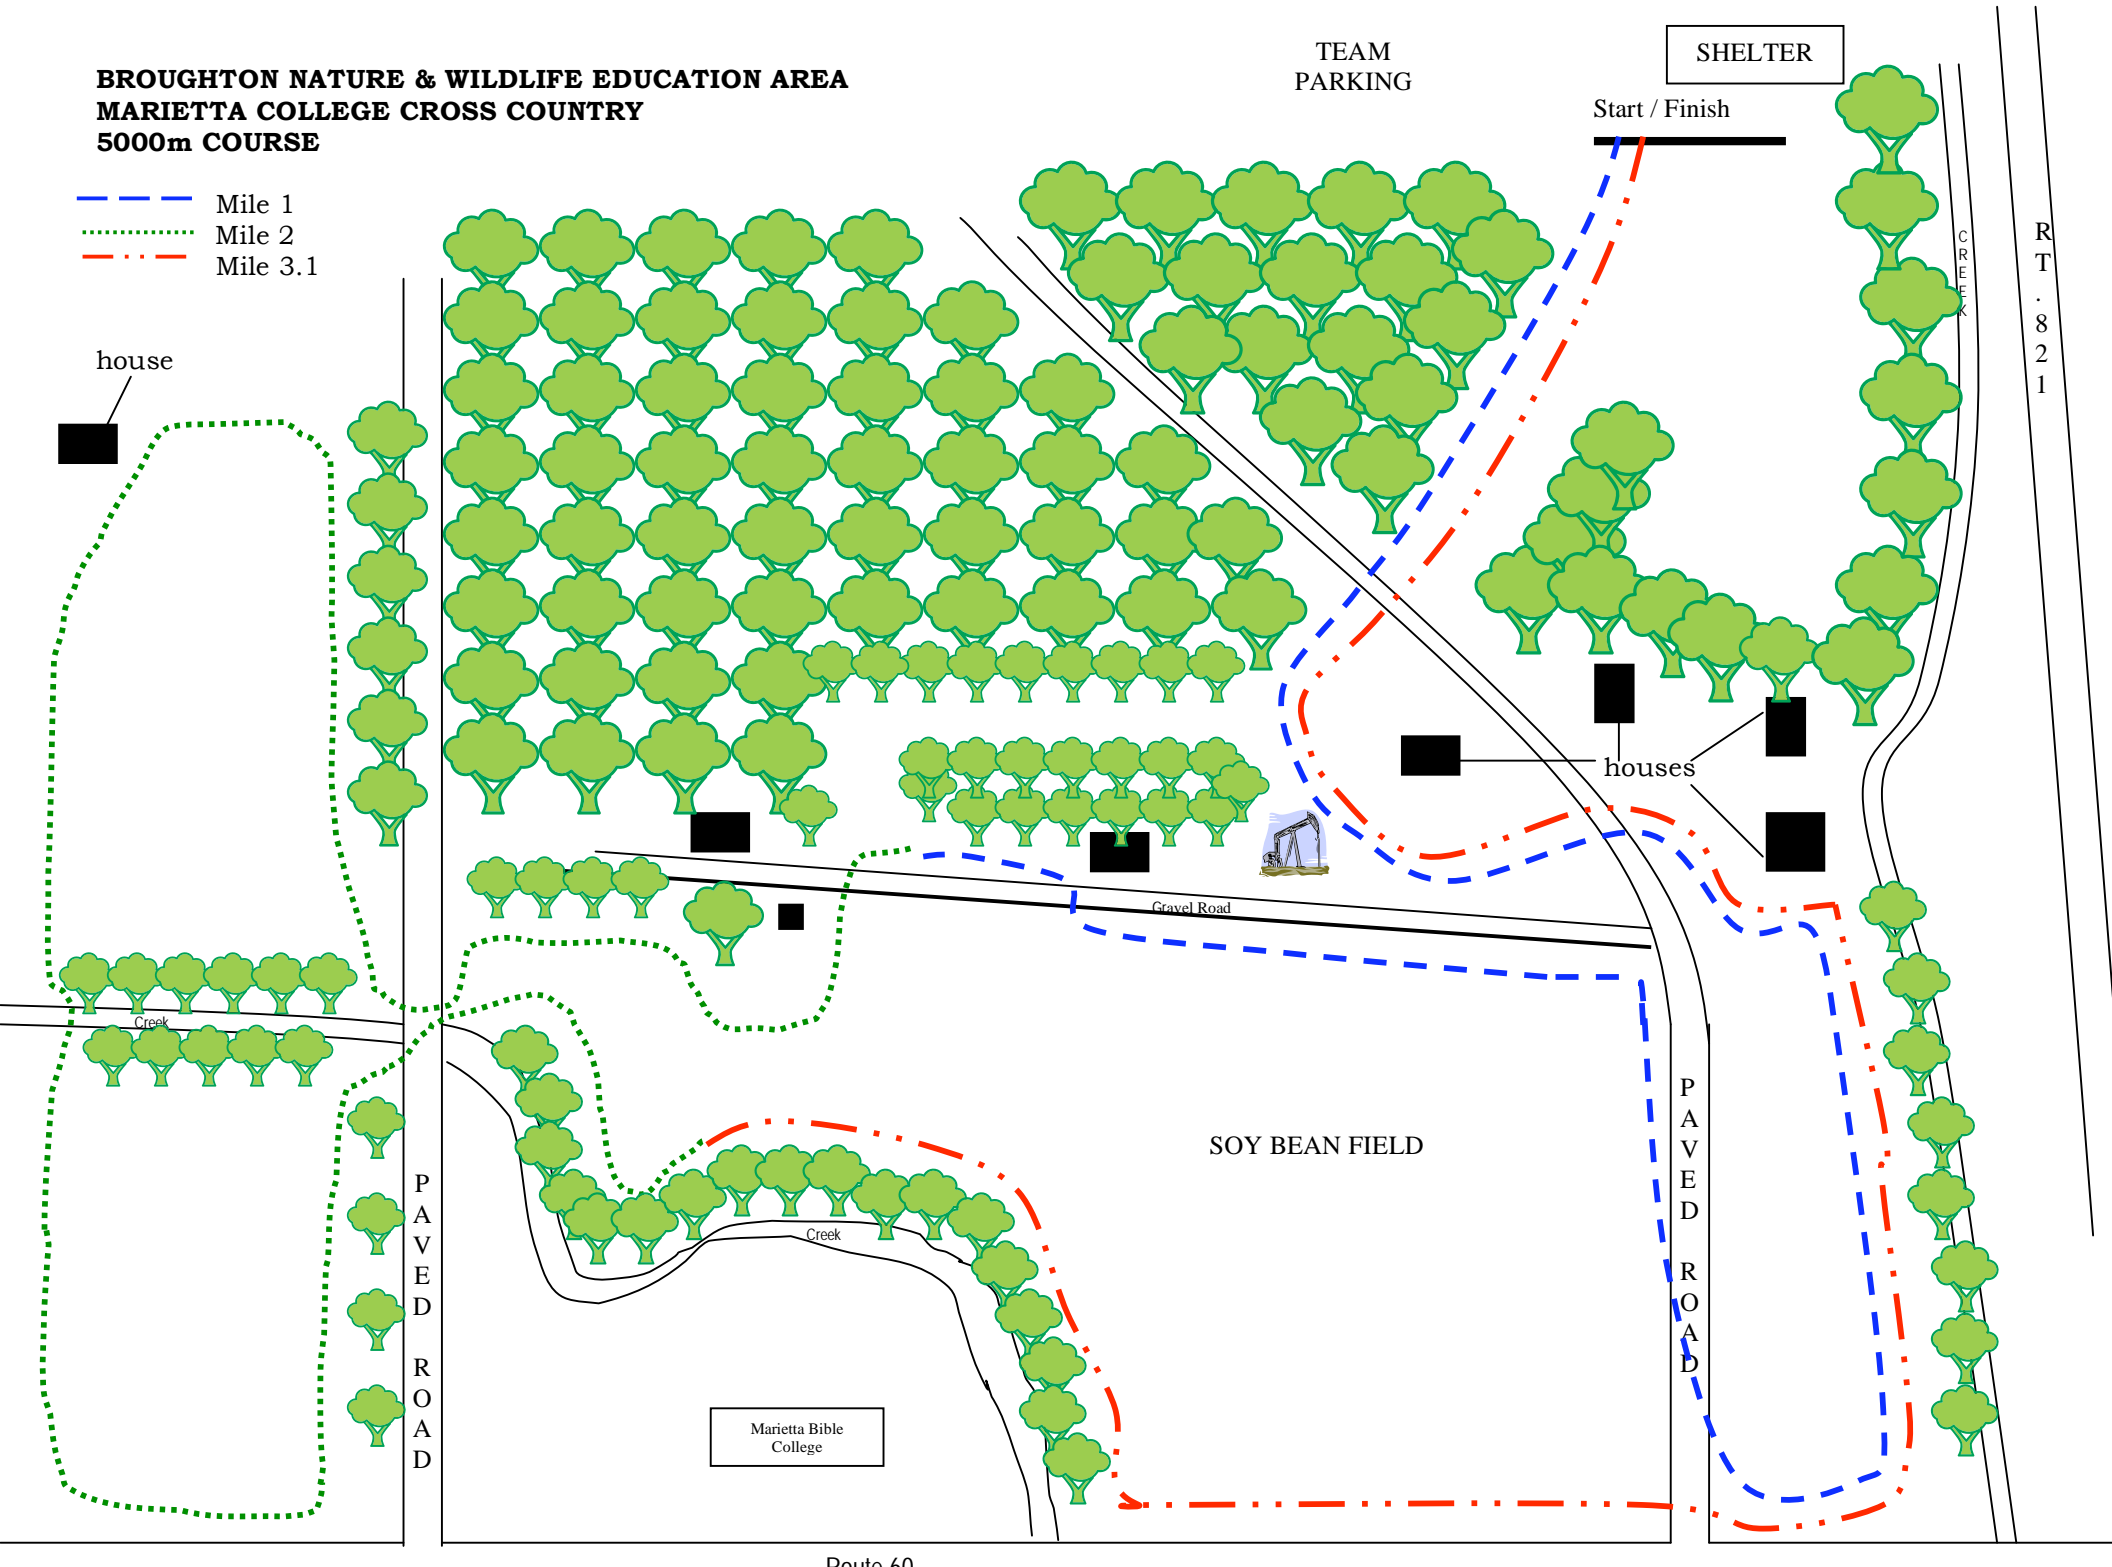 BROUGHTON NATURE & WILDLIFE EDUCATION AREA
MARIETTA COLLEGE CROSS COUNTRY
5000m COURSE
Mile 1
Mile 2
Mile 3.1
TEAM
PARKING
SHELTER
Start / Finish
CREEK
RT. 821
house
houses
Gravel Road
Creek
PAVED ROAD
SOY BEAN FIELD
PAVED ROAD
Creek
Marietta Bible
College
Route 60